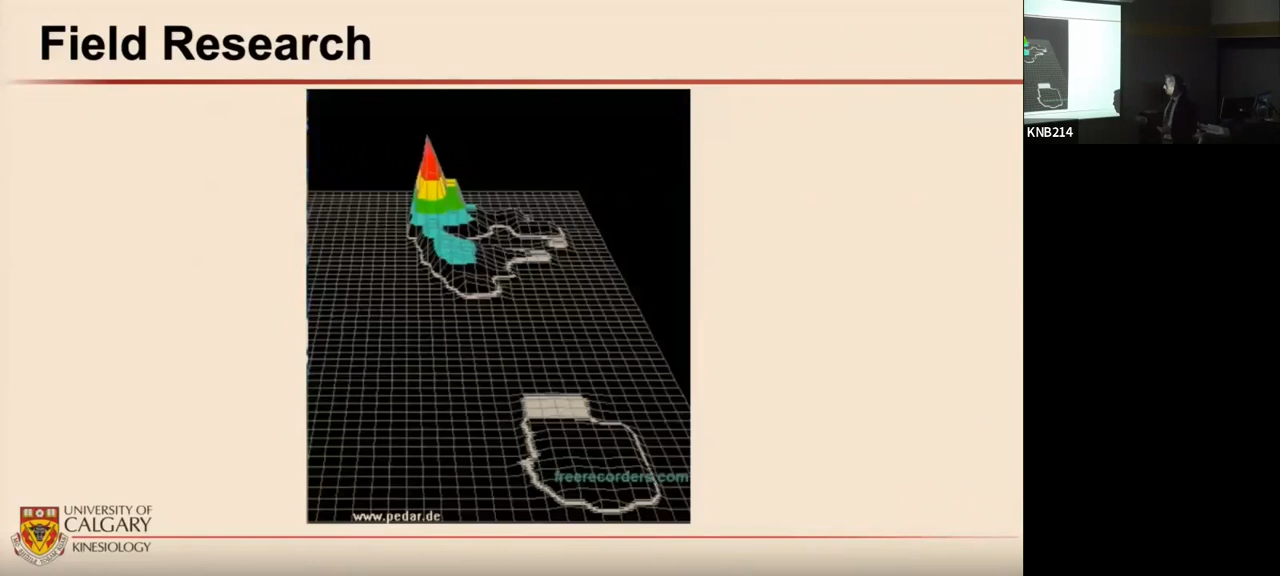 Field Research
KNB214
freerecorders.com
www.pedar.de
UNIVERSITY OF
CALGARY
KINESIOLOGY